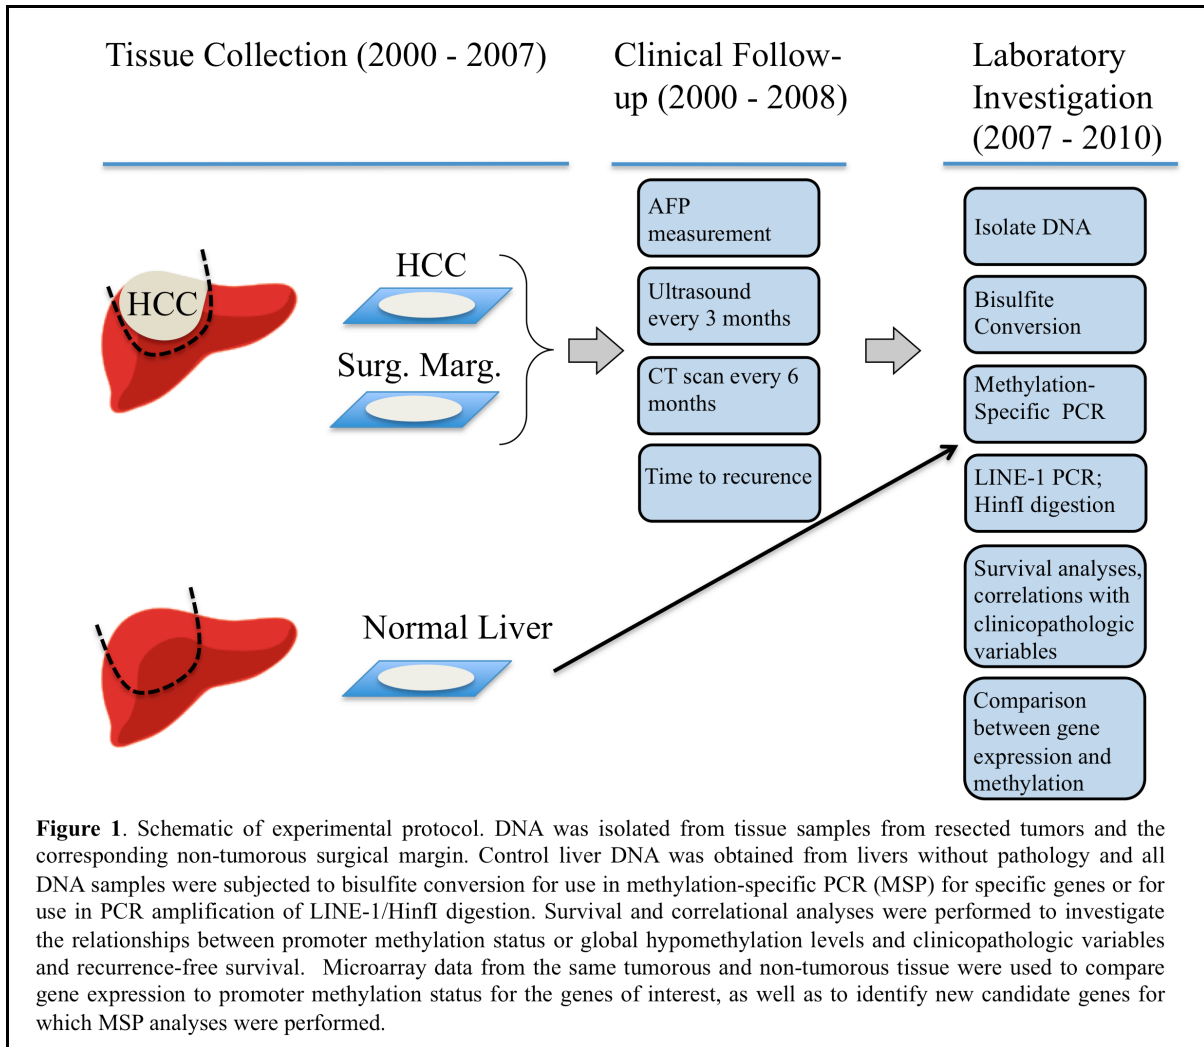 Tissue Collection (2000 - 2007)
Clinical Follow-
up (2000 - 2008)
Laboratory
Investigation
(2007 - 2010)
HCC
HCC
Surg. Marg.
Normal Liver
AFP
measurement
Ultrasound
every 3 months
CT scan every 6
months
Time to recurence
Isolate DNA
Bisulfite
Conversion
Methylation-
Specific PCR
LINE-1 PCR;
HinfI digestion
Survival analyses,
correlations with
clinicopathologic
variables
Comparison
between gene
expression and
methylation
Figure 1. Schematic of experimental protocol. DNA was isolated from tissue samples from resected tumors and the
corresponding non-tumorous surgical margin. Control liver DNA was obtained from livers without pathology and all
DNA samples were subjected to bisulfite conversion for use in methylation-specific PCR (MSP) for specific genes or for
use in PCR amplification of LINE-1/HinfI digestion. Survival and correlational analyses were performed to investigate
the relationships between promoter methylation status or global hypomethylation levels and clinicopathologic variables
and recurrence-free survival.  Microarray data from the same tumorous and non-tumorous tissue were used to compare
gene expression to promoter methylation status for the genes of interest, as well as to identify new candidate genes for
which MSP analyses were performed.